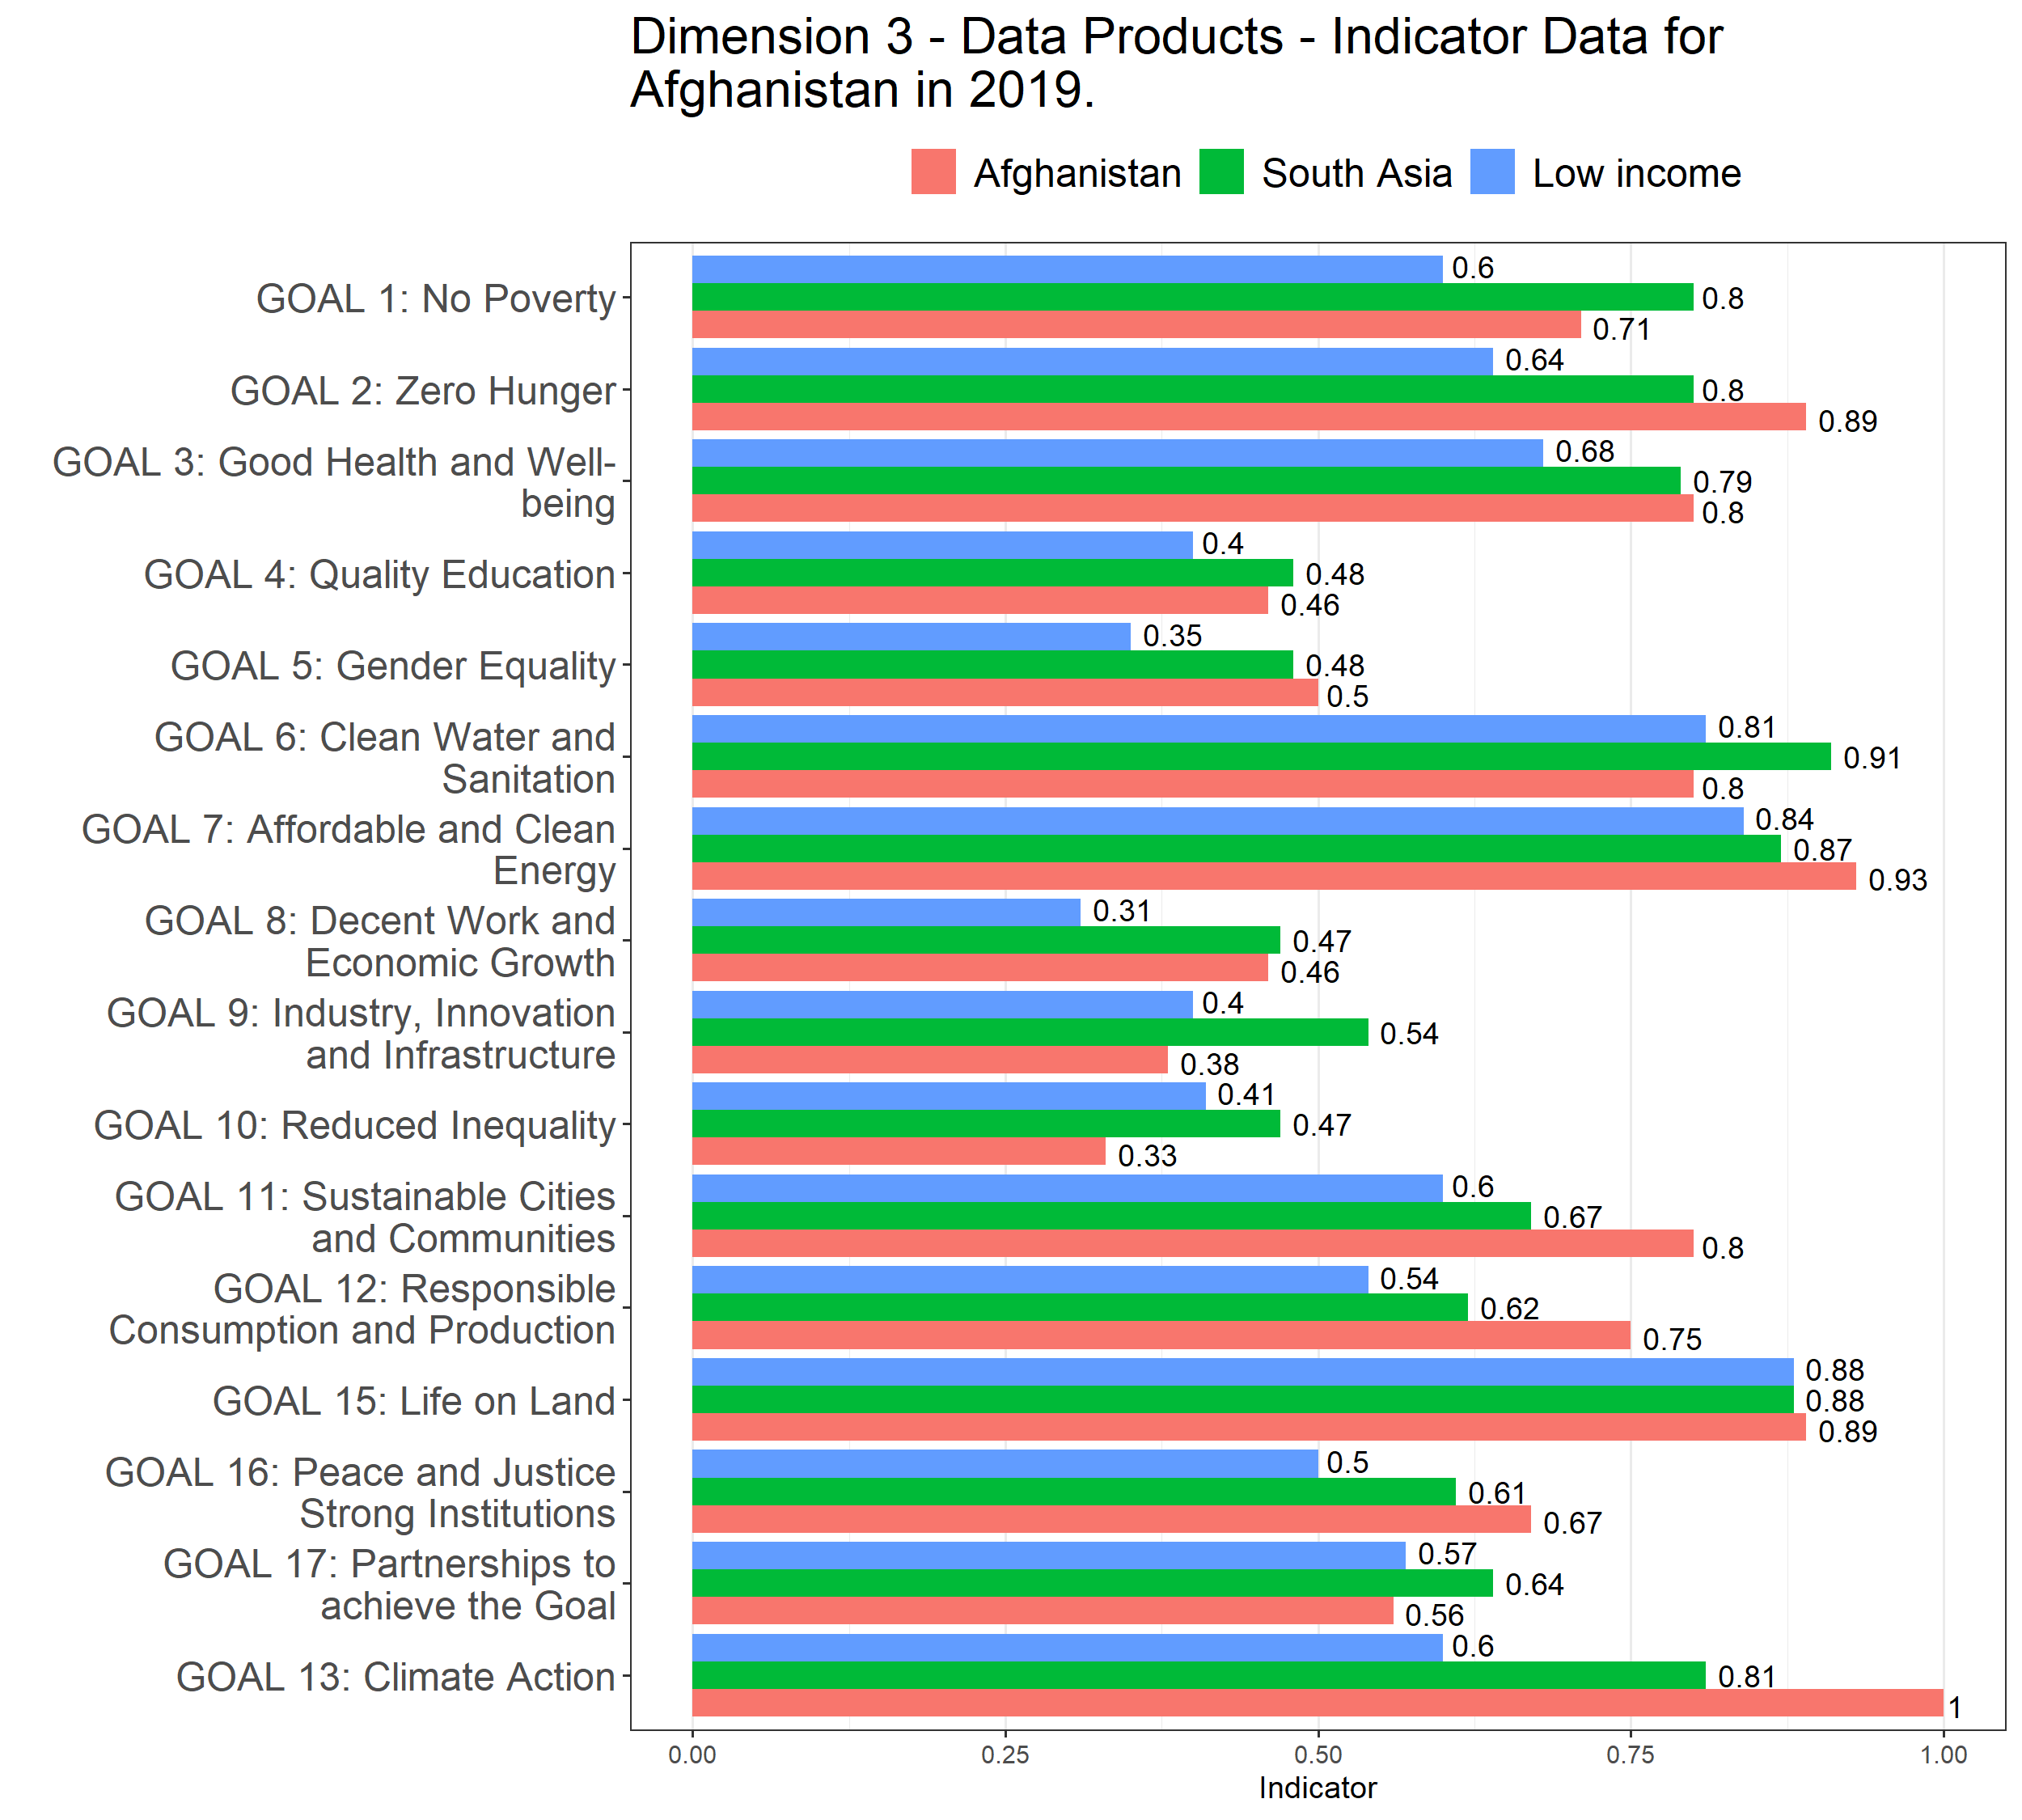 Dimension 3 - Data Products - Indicator Data for
Afghanistan in 2019.
Afghanistan South Asia Low income
GOAL 1: No Poverty
0.6
0.8
0.71
GOAL 2: Zero Hunger
0.64
0.8
0.89
GOAL 3: Good Health and Well-
being
0.68
0.79
0.8
GOAL 4: Quality Education
0.4
0.48
0.46
GOAL 5: Gender Equality
0.35
0.48
0.5
GOAL 6: Clean Water and
Sanitation
0.81
0.91
0.8
GOAL 7: Affordable and Clean
Energy
0.84
0.87
0.93
GOAL 8: Decent Work and
Economic Growth
0.31
0.47
0.46
GOAL 9: Industry, Innovation
and Infrastructure
0.4
0.54
0.38
GOAL 10: Reduced Inequality
0.41
0.47
0.33
GOAL 11: Sustainable Cities
and Communities
0.6
0.67
0.8
GOAL 12: Responsible
Consumption and Production
0.54
0.62
0.75
GOAL 15: Life on Land
0.88
0.88
0.89
GOAL 16: Peace and Justice
Strong Institutions
0.5
0.61
0.67
GOAL 17: Partnerships to
achieve the Goal
0.57
0.64
0.56
GOAL 13: Climate Action
0.6
0.81
1
0.00 0.25 0.50 0.75 1.00
Indicator